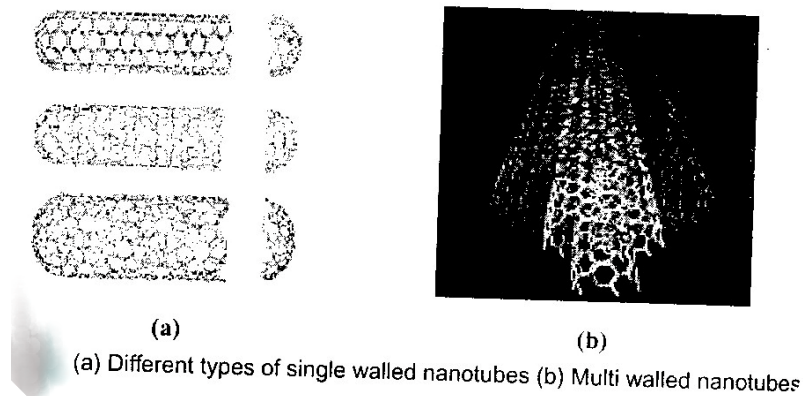 (a)
(b)
(a) Different types of single walled nanotubes (b) Multi walled nanotubes